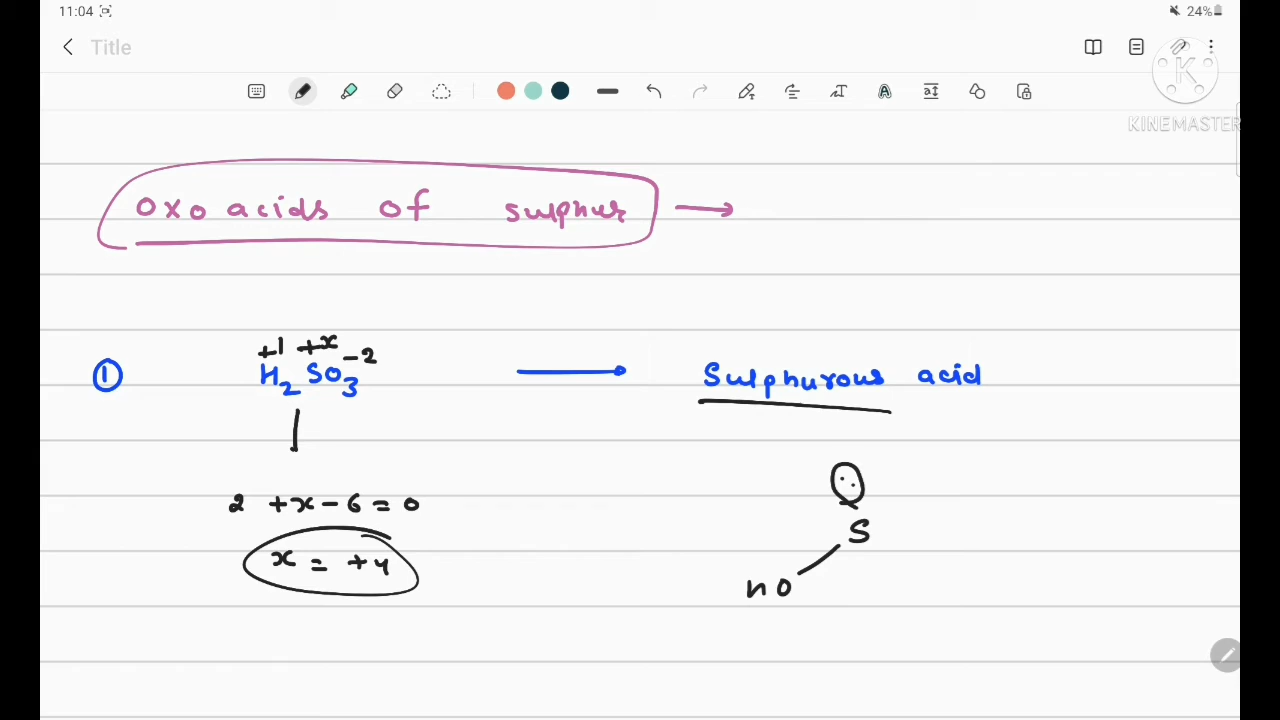 11:04 24%
Title
K
KINEMASTER
oxo acids of sulphur →
+1 +x -2
① H₂SO₃ → Sulphurous acid
2 +x - 6 = 0
x = +4
S
HO